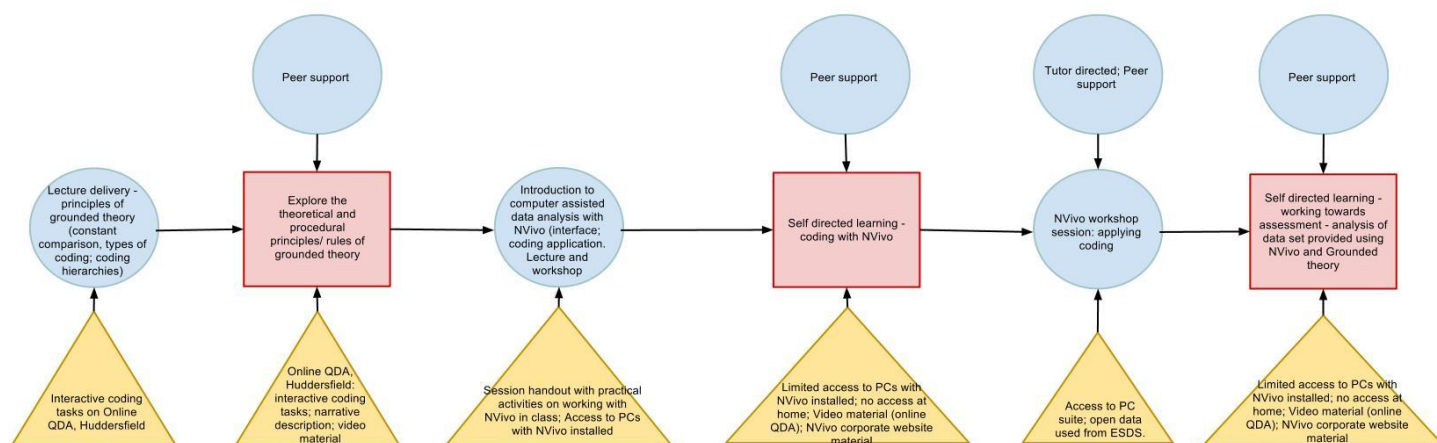 Peer support
Peer support
Tutor directed; Peer
support
Peer support
Lecture delivery -
principles of
grounded theory
(constant
comparison, types of
coding; coding
hierarchies)
Explore the
theoretical and
procedural
principles/ rules of
grounded theory
Introduction to
computer assisted
data analysis with
NVivo (interface;
coding application.
Lecture and
workshop
Self directed learning -
coding with NVivo
NVivo workshop
session: applying
coding
Self directed learning -
working towards
assessment - analysis of
data set provided using
NVivo and Grounded
theory
Interactive coding
tasks on Online
QDA, Huddersfield
Online QDA,
Huddersfield:
interactive coding
tasks; narrative
description; video
material
Session handout with practical
activities on working with
NVivo in class; Access to PCs
with NVivo installed
Limited access to PCs with
NVivo installed; no access at
home; Video material (online
QDA); NVivo corporate website
material
Access to PC
suite; open data
used from ESDS.
Limited access to PCs with
NVivo installed; no access at
home; Video material (online
QDA); NVivo corporate website
material